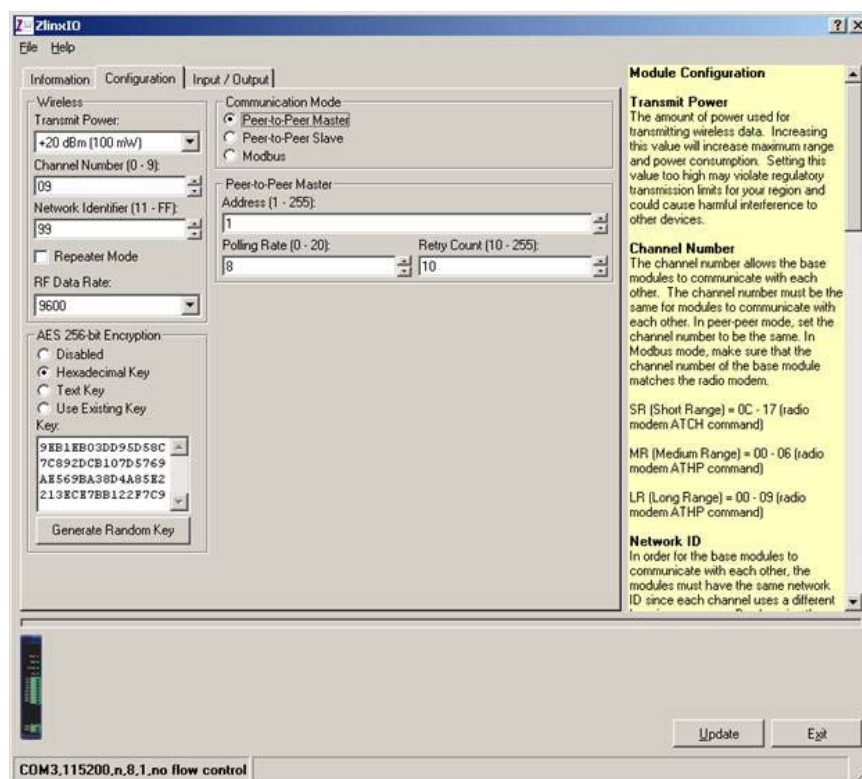 ZlinxIO
File Help
Information Configuration Input / Output
Wireless
Transmit Power:
+20 dBm (100 mW)
Channel Number (0 - 9):
09
Network Identifier (11 - FF):
99
Repeater Mode
RF Data Rate:
9600
AES 256-bit Encryption
Disabled
Hexadecimal Key
Text Key
Use Existing Key
Key:
9EB1EB03DD95D58C
7C892DCB107D5769
AE569BA38D4A85E2
213ECE7BB122F7C9
Generate Random Key
Communication Mode
Peer-to-Peer Master
Peer-to-Peer Slave
Modbus
Peer-to-Peer Master
Address (1 - 255):
1
Polling Rate (0 - 20): Retry Count (10 - 255):
8 10
Module Configuration
Transmit Power
The amount of power used for
transmitting wireless data. Increasing
this value will increase maximum range
and power consumption. Setting this
value too high may violate regulatory
transmission limits for your region and
could cause harmful interference to
other devices.
Channel Number
The channel number allows the base
modules to communicate with each
other. The channel number must be the
same for modules to communicate with
each other. In peer-peer mode, set the
channel number to be the same. In
Modbus mode, make sure that the
channel number of the base module
matches the radio modem.
SR (Short Range) = 0C - 17 (radio
modem ATCH command)
MR (Medium Range) = 00 - 06 (radio
modem ATHP command)
LR (Long Range) = 00 - 09 (radio
modem ATHP command)
Network ID
In order for the base modules to
communicate with each other, the
modules must have the same network
ID since each channel uses a different
Update Exit
COM3,115200,n,8,1,no flow control